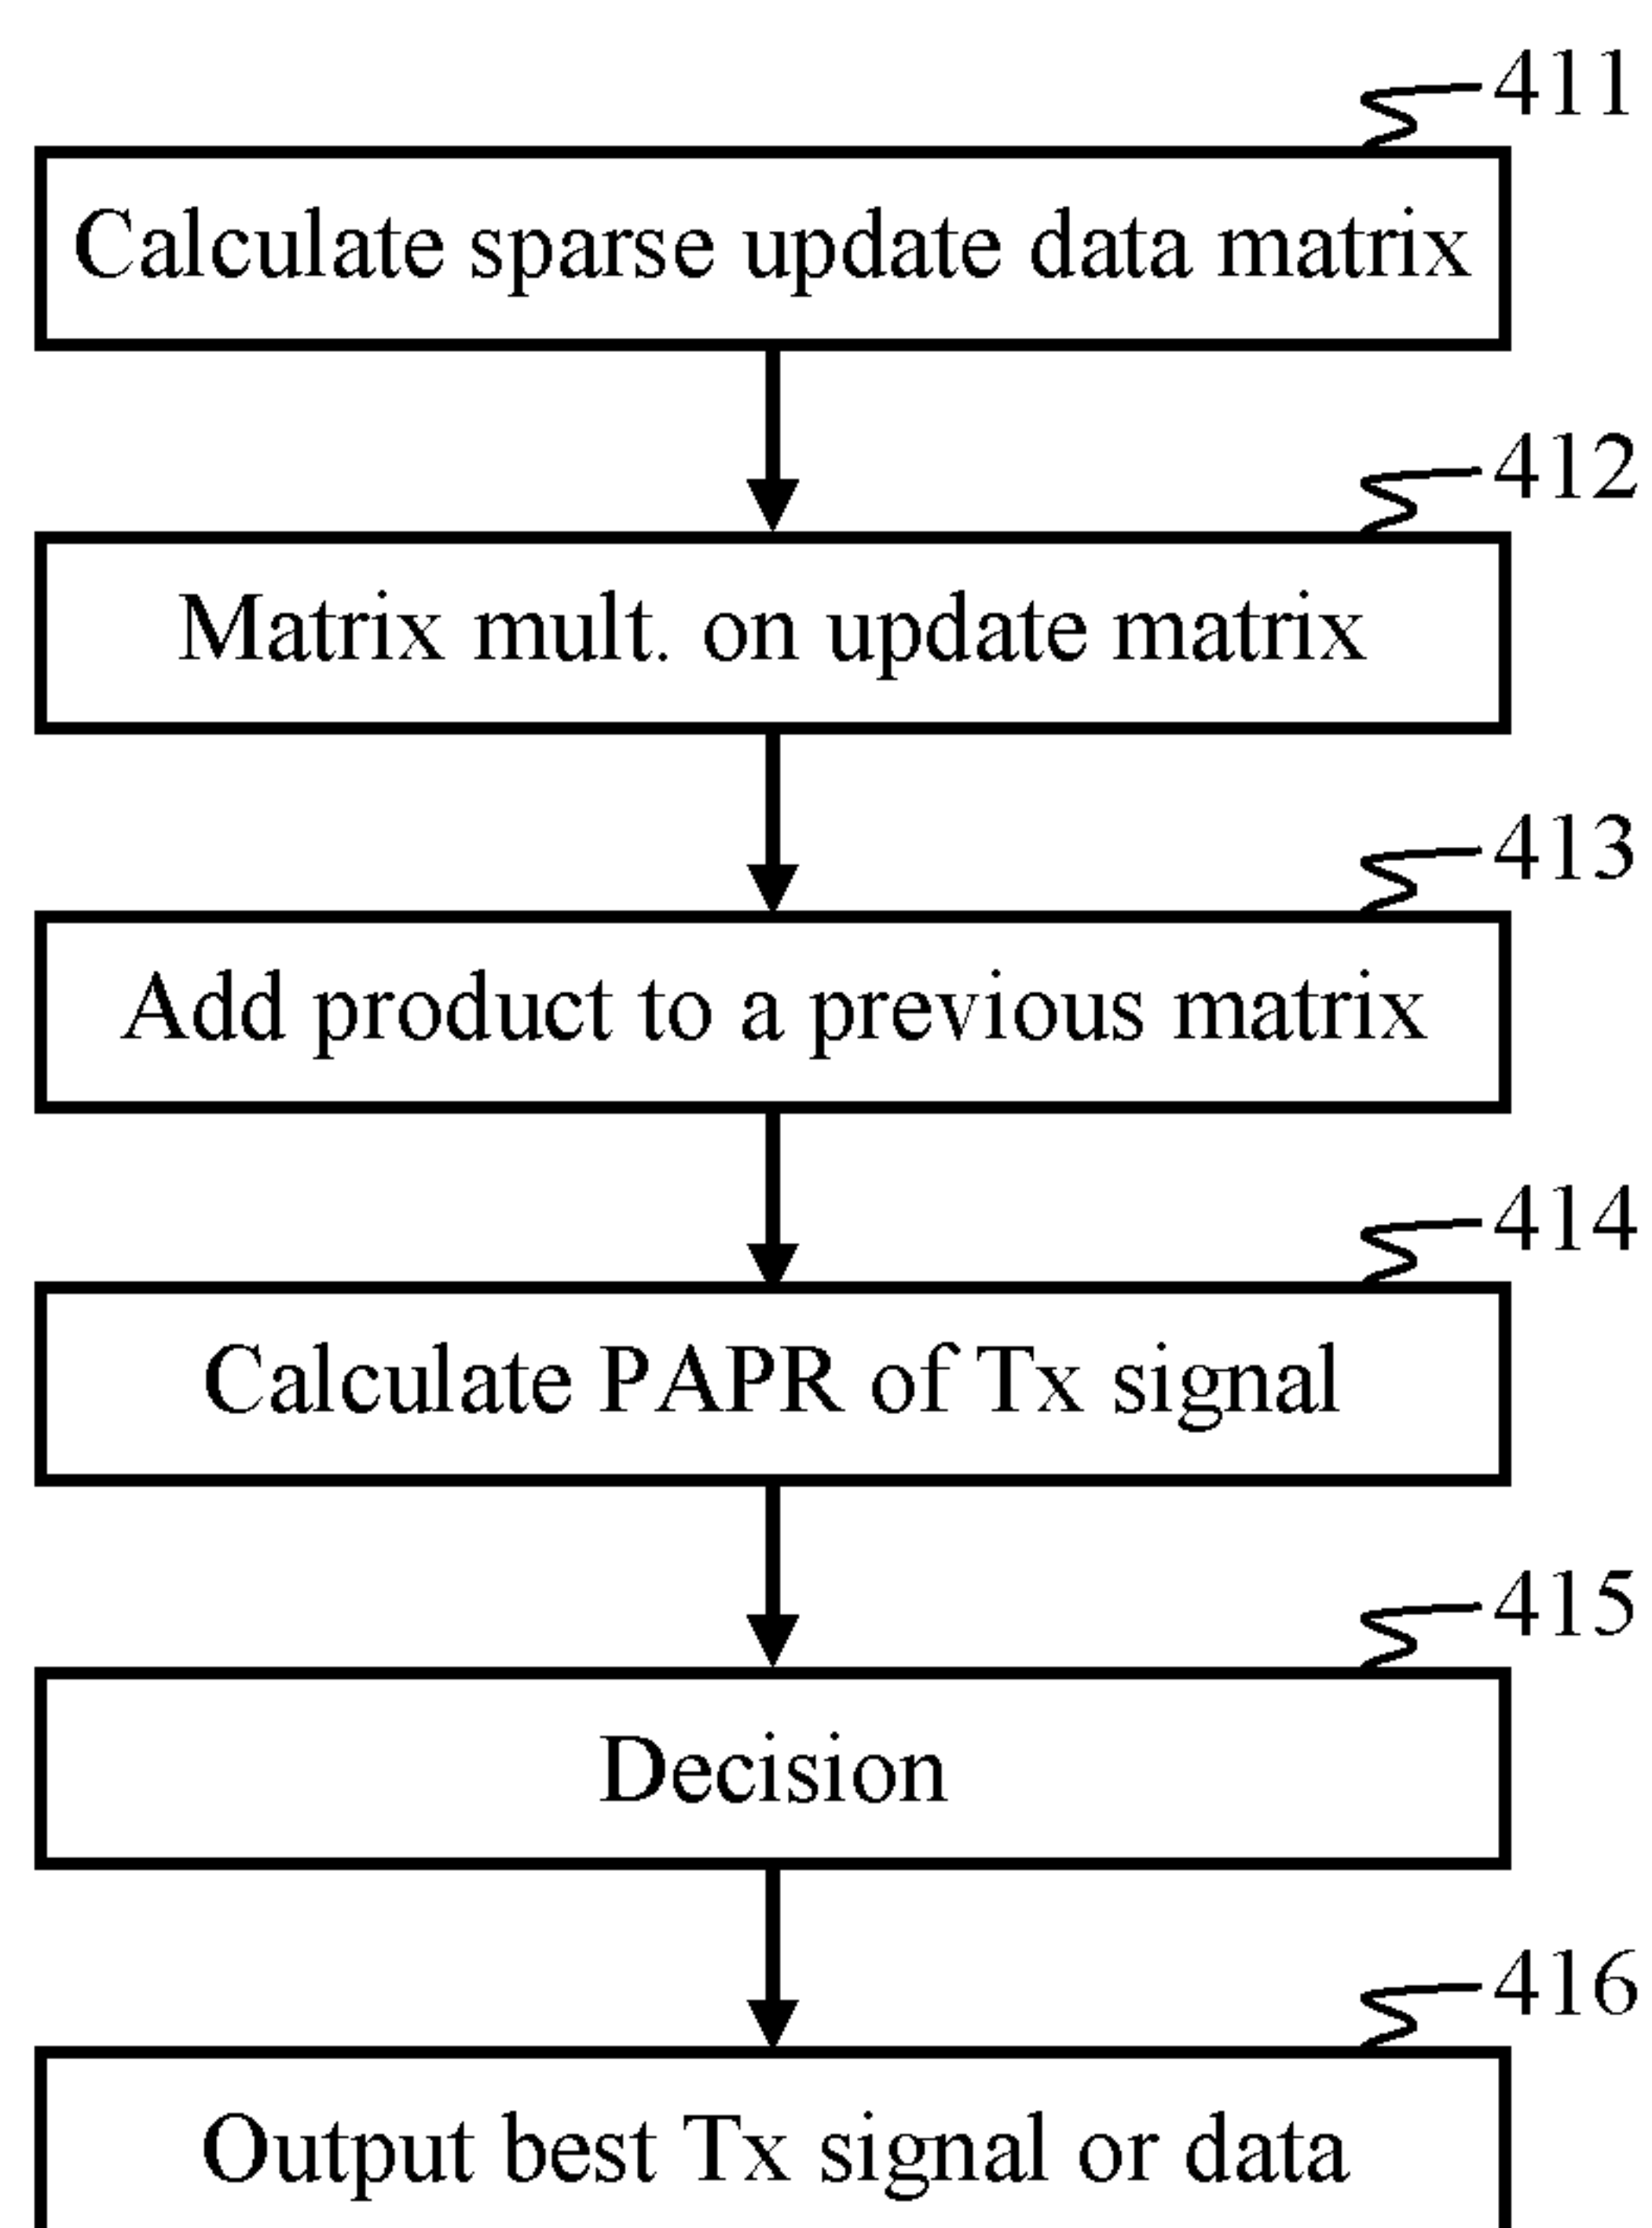 411
Calculate sparse update data matrix
412
Matrix mult. on update matrix
413
Add product to a previous matrix
414
Calculate PAPR of Tx signal
415
Decision
416
Output best Tx signal or data